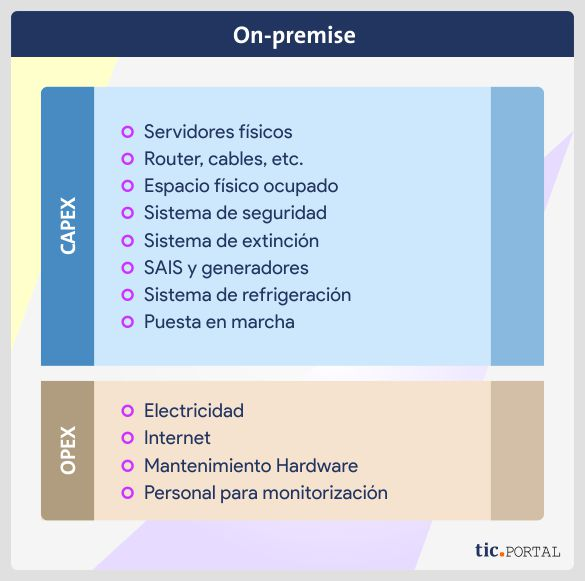 On-premise
CAPEX
Servidores físicos
Router, cables, etc.
Espacio físico ocupado
Sistema de seguridad
Sistema de extinción
SAIS y generadores
Sistema de refrigeración
Puesta en marcha
OPEX
Electricidad
Internet
Mantenimiento Hardware
Personal para monitorización
tic.PORTAL